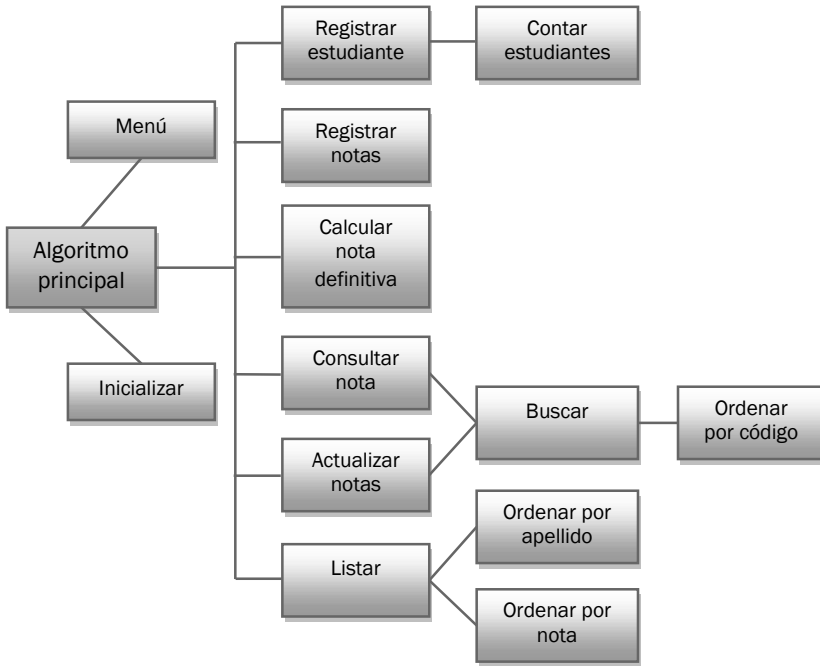 Registrar
estudiante
Contar
estudiantes
Menú
Registrar
notas
Algoritmo
principal
Calcular
nota
definitiva
Inicializar
Consultar
nota
Buscar
Ordenar
por código
Actualizar
notas
Ordenar por
apellido
Listar
Ordenar por
nota